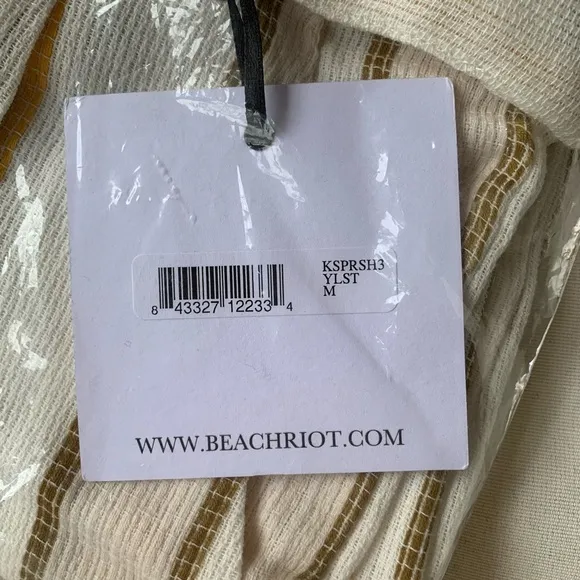 KSPRSH3
YLST
M
8 43327 12233 4
WWW.BEACHRIOT.COM